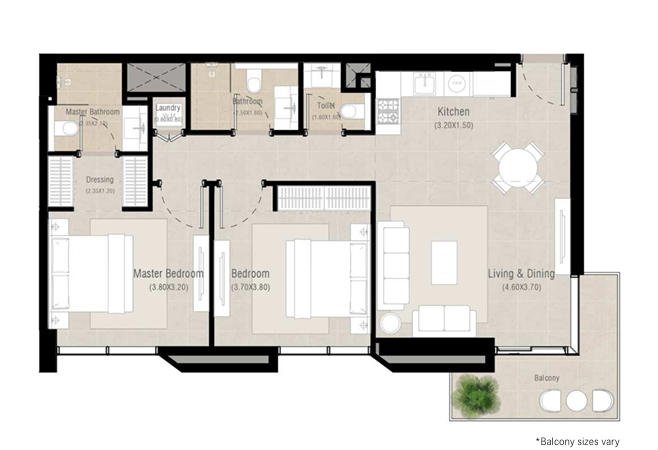 Master Bathroom
(2.35X2.10)
Laundry
(0.80X0.80)
Bathroom
(2.50X1.80)
Toilet
(1.60X1.60)
Kitchen
(3.20X1.50)
Dressing
(2.35X1.20)
Master Bedroom
(3.80X3.20)
Bedroom
(3.70X3.80)
Living & Dining
(4.60X3.70)
Balcony
*Balcony sizes vary